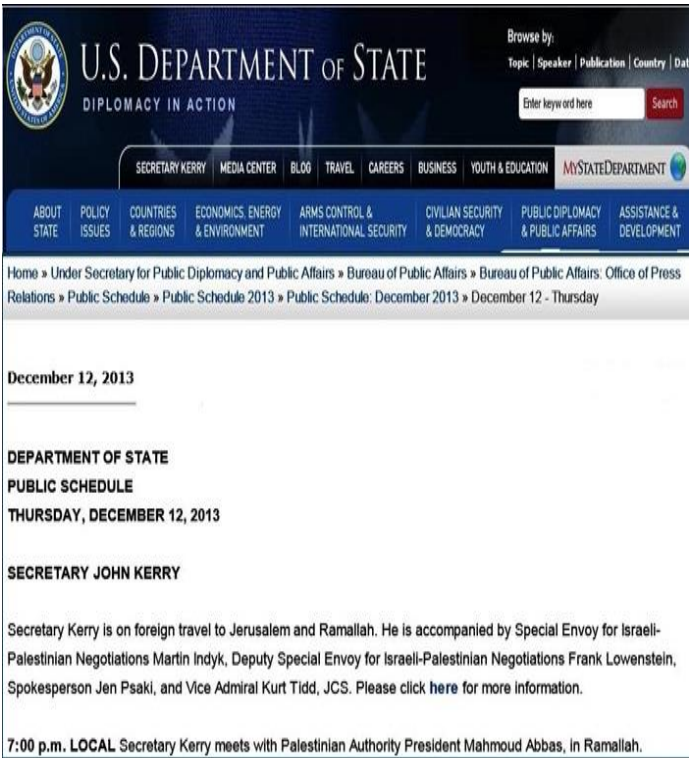 U.S. DEPARTMENT OF STATE
DIPLOMACY IN ACTION
Browse by:
Topic | Speaker | Publication | Country | Dat
Enter keyword here
Search
SECRETARY KERRY MEDIA CENTER BLOG TRAVEL CAREERS BUSINESS YOUTH & EDUCATION MYSTATEDEPARTMENT
ABOUT STATE
POLICY ISSUES
COUNTRIES & REGIONS
ECONOMICS, ENERGY & ENVIRONMENT
ARMS CONTROL & INTERNATIONAL SECURITY
CIVILIAN SECURITY & DEMOCRACY
PUBLIC DIPLOMACY & PUBLIC AFFAIRS
ASSISTANCE & DEVELOPMENT
Home » Under Secretary for Public Diplomacy and Public Affairs » Bureau of Public Affairs » Bureau of Public Affairs: Office of Press
Relations » Public Schedule » Public Schedule 2013 » Public Schedule: December 2013 » December 12 - Thursday
December 12, 2013
DEPARTMENT OF STATE
PUBLIC SCHEDULE
THURSDAY, DECEMBER 12, 2013
SECRETARY JOHN KERRY
Secretary Kerry is on foreign travel to Jerusalem and Ramallah. He is accompanied by Special Envoy for Israeli-
Palestinian Negotiations Martin Indyk, Deputy Special Envoy for Israeli-Palestinian Negotiations Frank Lowenstein,
Spokesperson Jen Psaki, and Vice Admiral Kurt Tidd, JCS. Please click here for more information.
7:00 p.m. LOCAL Secretary Kerry meets with Palestinian Authority President Mahmoud Abbas, in Ramallah.